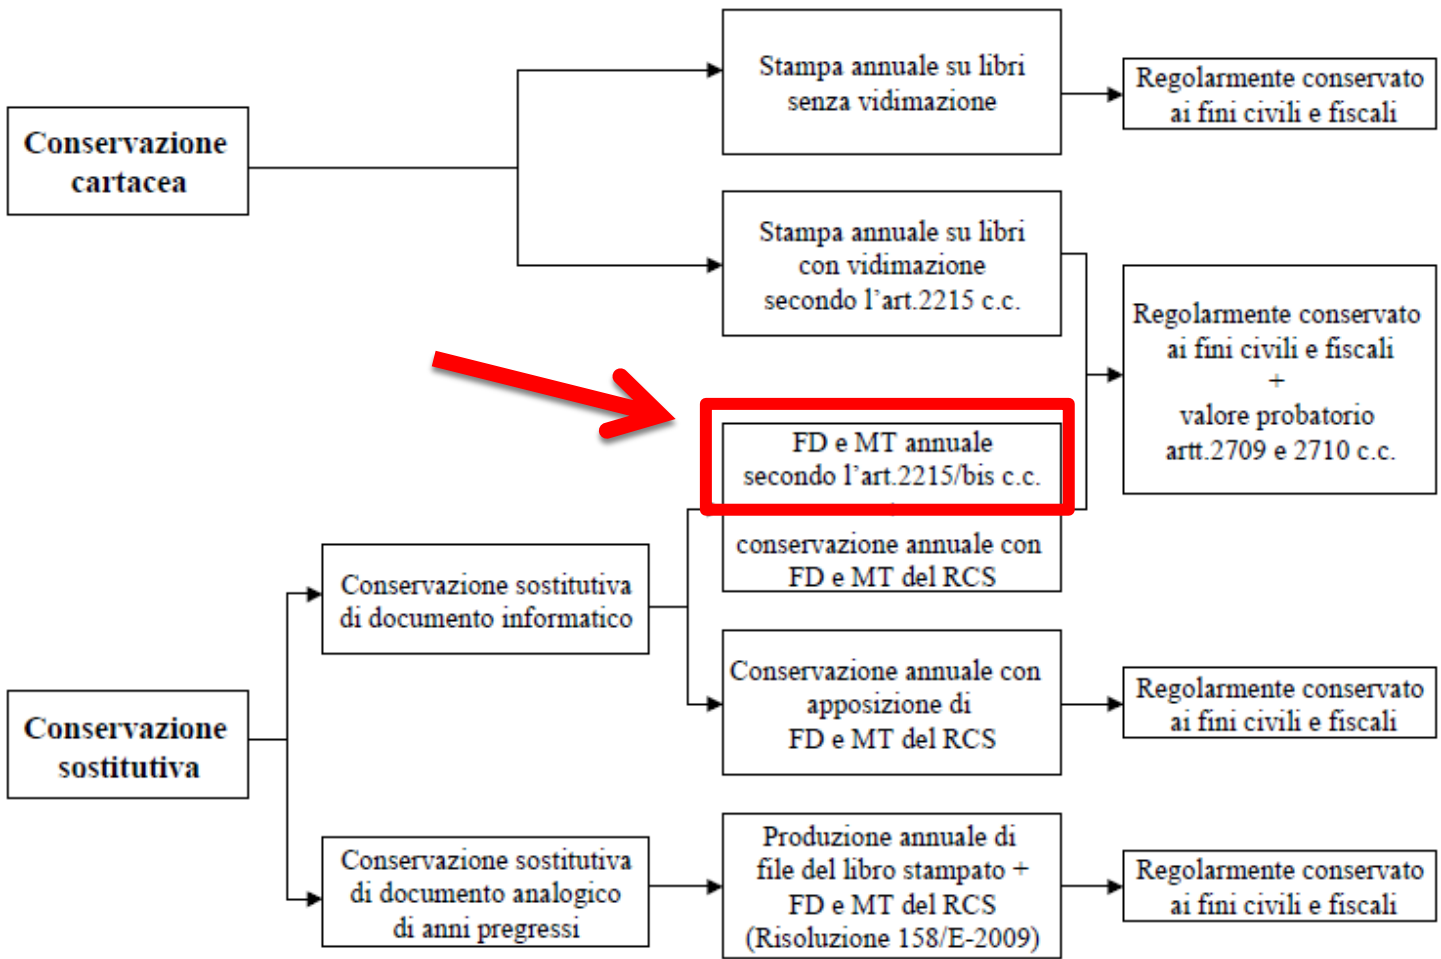 Conservazione
cartacea
Stampa annuale su libri
senza vidimazione
Regolarmente conservato
ai fini civili e fiscali
Stampa annuale su libri
con vidimazione
secondo l’art.2215 c.c.
Regolarmente conservato
ai fini civili e fiscali
+
valore probatorio
artt.2709 e 2710 c.c.
FD e MT annuale
secondo l’art.2215/bis c.c.
conservazione annuale con
FD e MT del RCS
Conservazione sostitutiva
di documento informatico
Conservazione annuale con
apposizione di
FD e MT del RCS
Regolarmente conservato
ai fini civili e fiscali
Conservazione
sostitutiva
Conservazione sostitutiva
di documento analogico
di anni pregressi
Produzione annuale di
file del libro stampato +
FD e MT del RCS
(Risoluzione 158/E-2009)
Regolarmente conservato
ai fini civili e fiscali